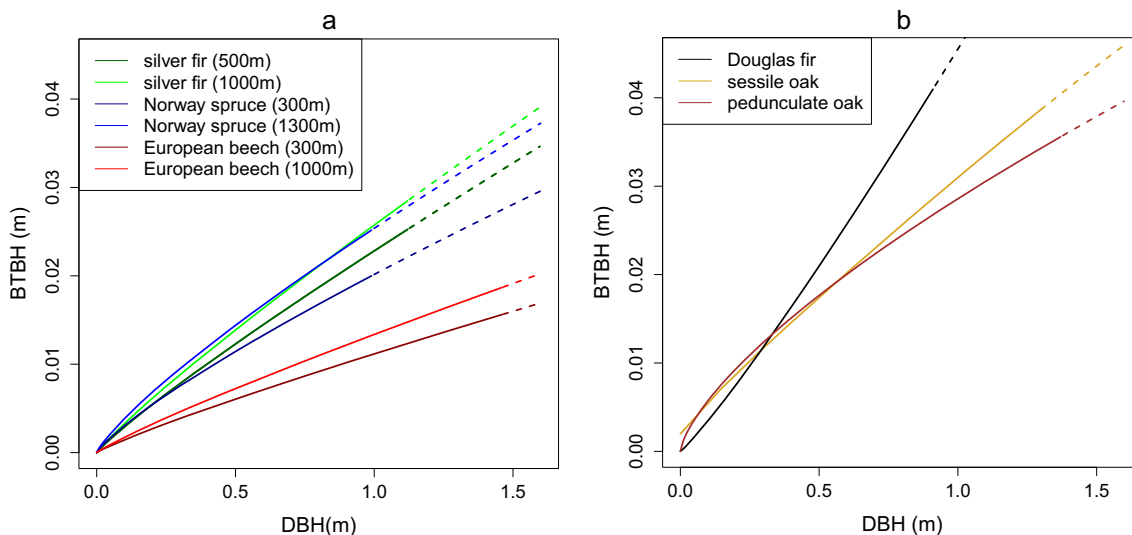 a
silver fir (500m)
silver fir (1000m)
Norway spruce (300m)
Norway spruce (1300m)
European beech (300m)
European beech (1000m)
BTBH (m)
0.00
0.01
0.02
0.03
0.04
0.0
0.5
1.0
1.5
DBH(m)
b
Douglas fir
sessile oak
pedunculate oak
BTBH (m)
0.00
0.01
0.02
0.03
0.04
0.0
0.5
1.0
1.5
DBH (m)